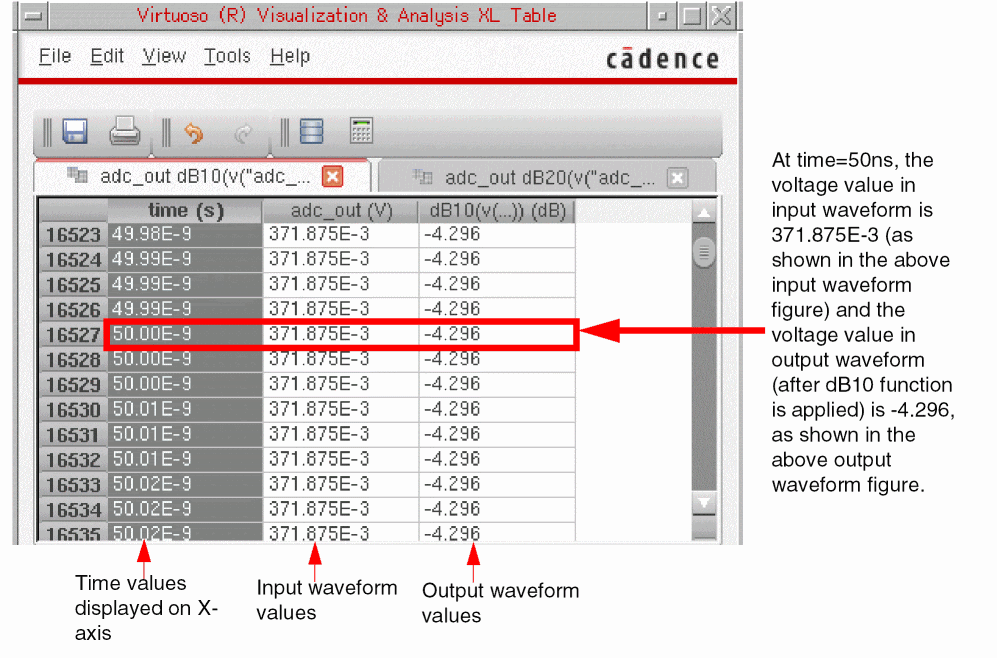 Virtuoso (R) Visualization & Analysis XL Table
File Edit View Tools Help
cādence
adc_out dB10(v("adc_...
adc_out dB20(v("adc_...
time (s) adc_out (V) dB10(v(...)) (dB)
16523 49.98E-9 371.875E-3 -4.296
16524 49.99E-9 371.875E-3 -4.296
16525 49.99E-9 371.875E-3 -4.296
16526 49.99E-9 371.875E-3 -4.296
16527 50.00E-9 371.875E-3 -4.296
16528 50.00E-9 371.875E-3 -4.296
16529 50.00E-9 371.875E-3 -4.296
16530 50.01E-9 371.875E-3 -4.296
16531 50.01E-9 371.875E-3 -4.296
16532 50.01E-9 371.875E-3 -4.296
16533 50.02E-9 371.875E-3 -4.296
16534 50.02E-9 371.875E-3 -4.296
16535 50.02E-9 371.875E-3 -4.296
At time=50ns, the
voltage value in
input waveform is
371.875E-3 (as
shown in the above
input waveform
figure) and the
voltage value in
output waveform
(after dB10 function
is applied) is -4.296,
as shown in the
above output
waveform figure.
Time values
displayed on X-
axis
Input waveform
values
Output waveform
values